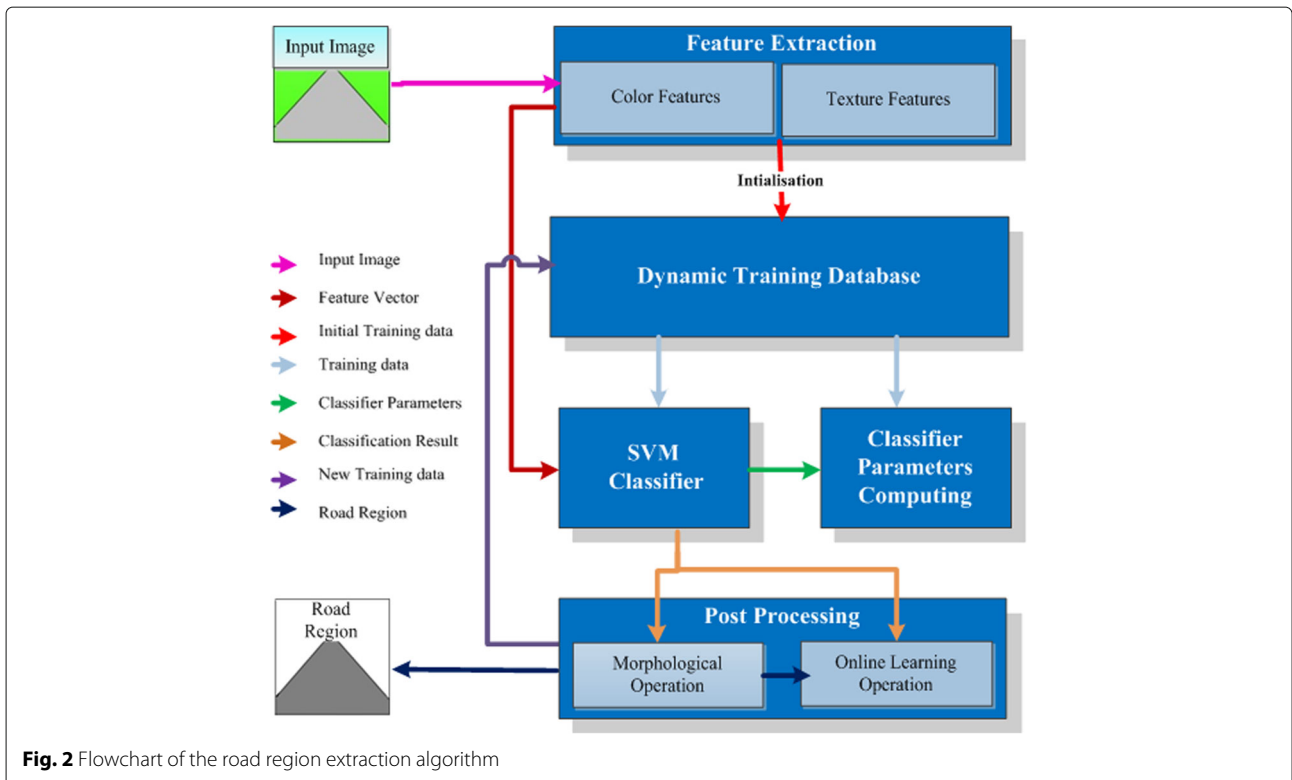 Input Image
Feature Extraction
Color Features
Texture Features
Intialisation
Dynamic Training Database
Input Image
Feature Vector
Initial Training data
Training data
Classifier Parameters
Classification Result
New Training data
Road Region
SVM
Classifier
Classifier
Parameters
Computing
Road
Region
Post Processing
Morphological
Operation
Online Learning
Operation
Fig. 2 Flowchart of the road region extraction algorithm